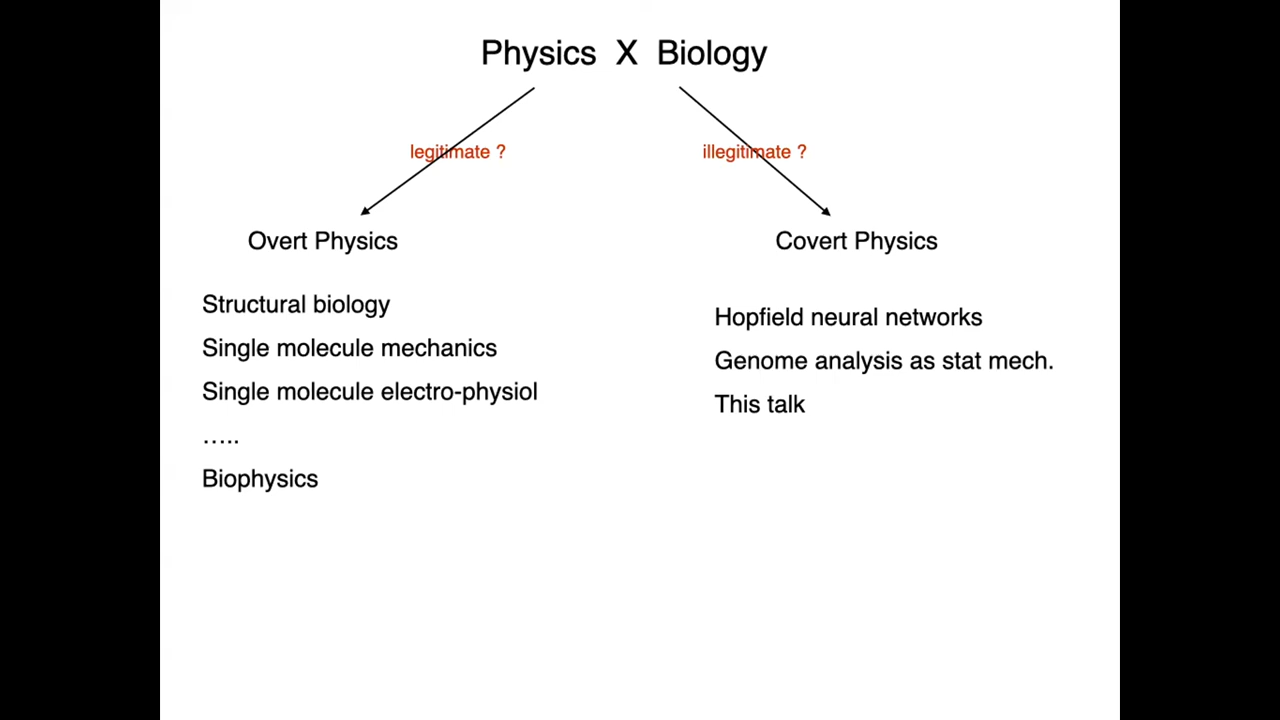 Physics X Biology
legitimate ?
illegitimate ?
Overt Physics
Covert Physics
Structural biology
Single molecule mechanics
Single molecule electro-physiol
.....
Biophysics
Hopfield neural networks
Genome analysis as stat mech.
This talk